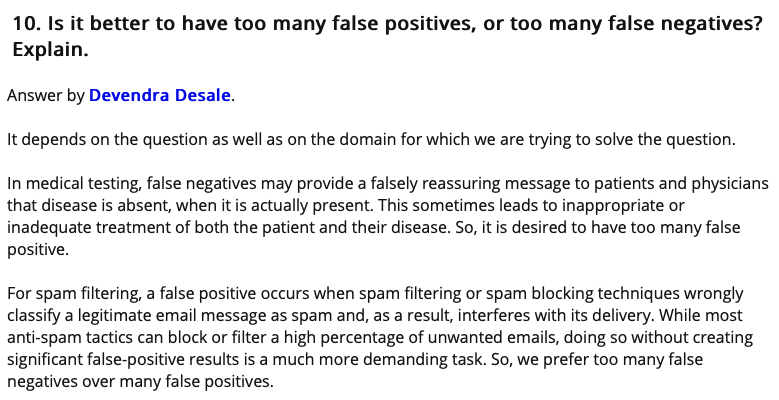 10. Is it better to have too many false positives, or too many false negatives?
Explain.
Answer by Devendra Desale.
It depends on the question as well as on the domain for which we are trying to solve the question.
In medical testing, false negatives may provide a falsely reassuring message to patients and physicians
that disease is absent, when it is actually present. This sometimes leads to inappropriate or
inadequate treatment of both the patient and their disease. So, it is desired to have too many false
positive.
For spam filtering, a false positive occurs when spam filtering or spam blocking techniques wrongly
classify a legitimate email message as spam and, as a result, interferes with its delivery. While most
anti-spam tactics can block or filter a high percentage of unwanted emails, doing so without creating
significant false-positive results is a much more demanding task. So, we prefer too many false
negatives over many false positives.